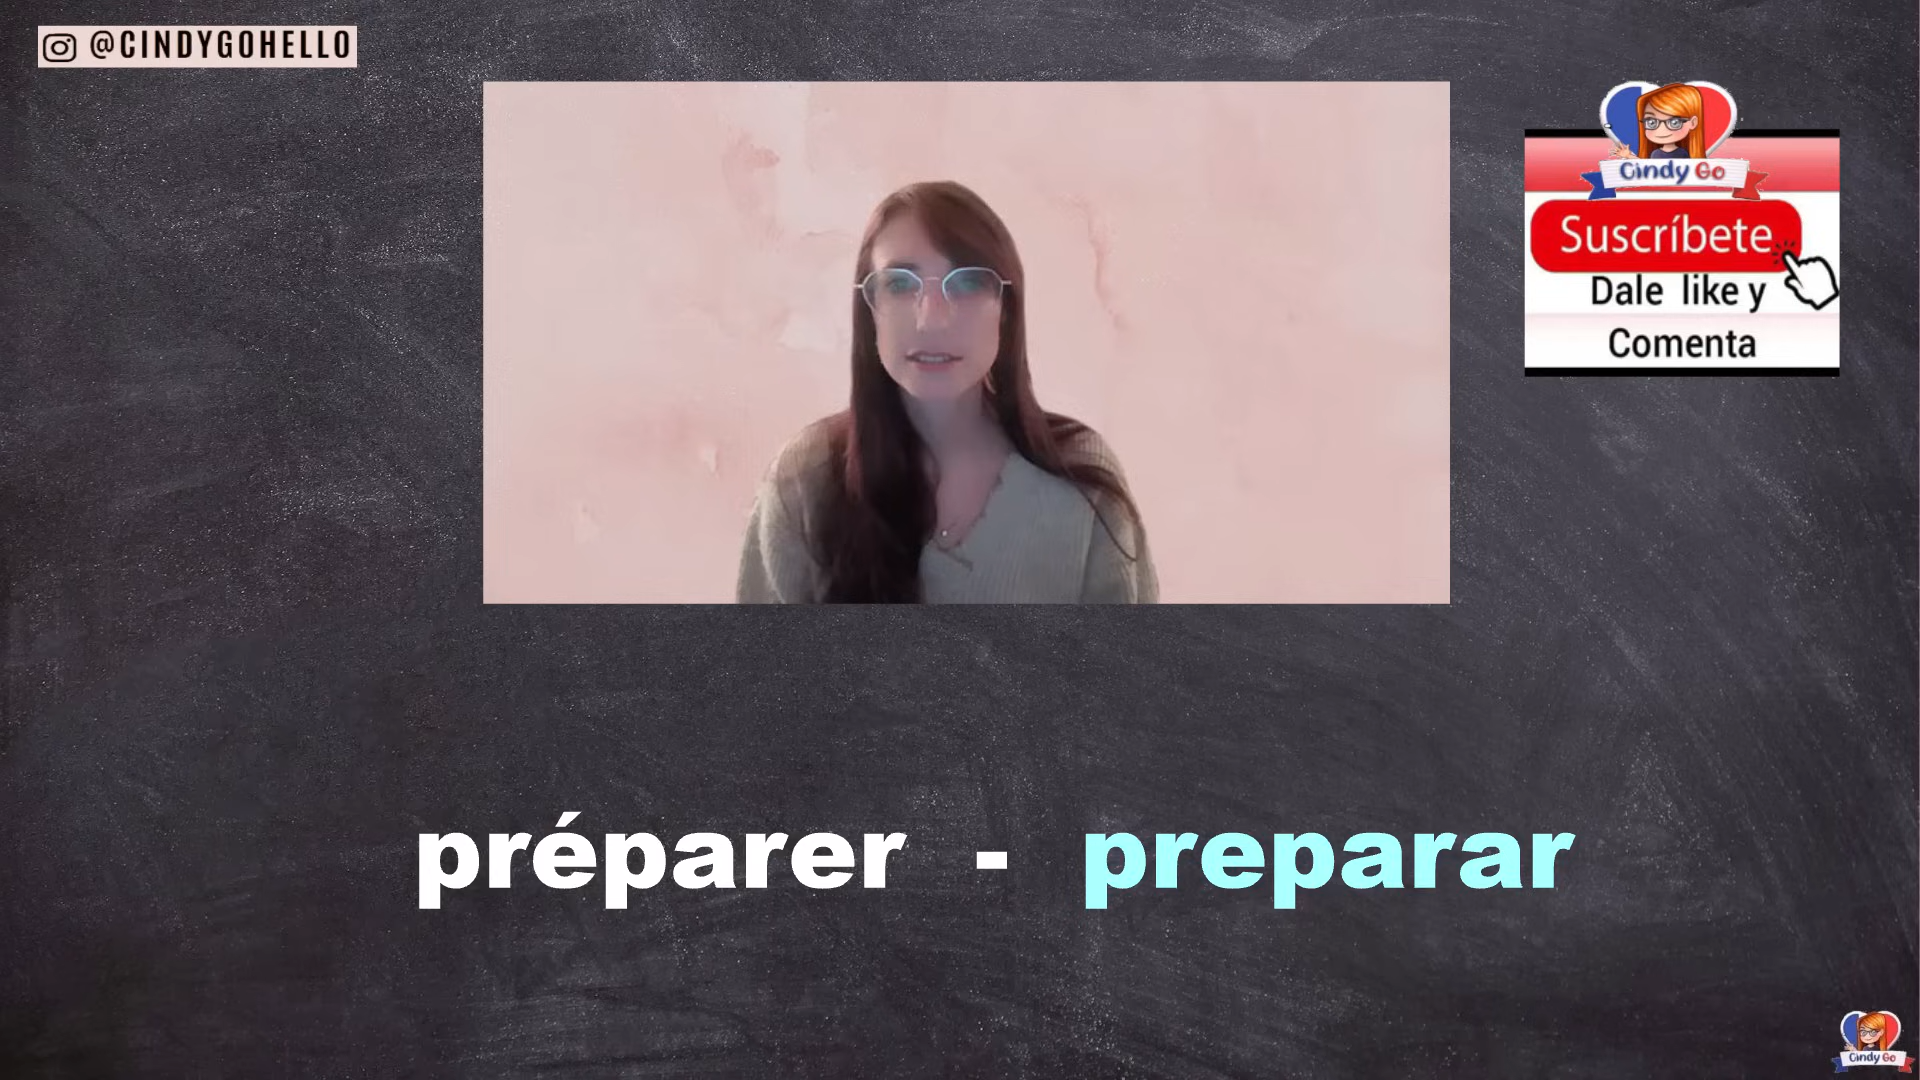 @CINDYGOHELLO
Cindy Go
Suscríbete
Dale like y
Comenta
préparer - preparar
Cindy Go